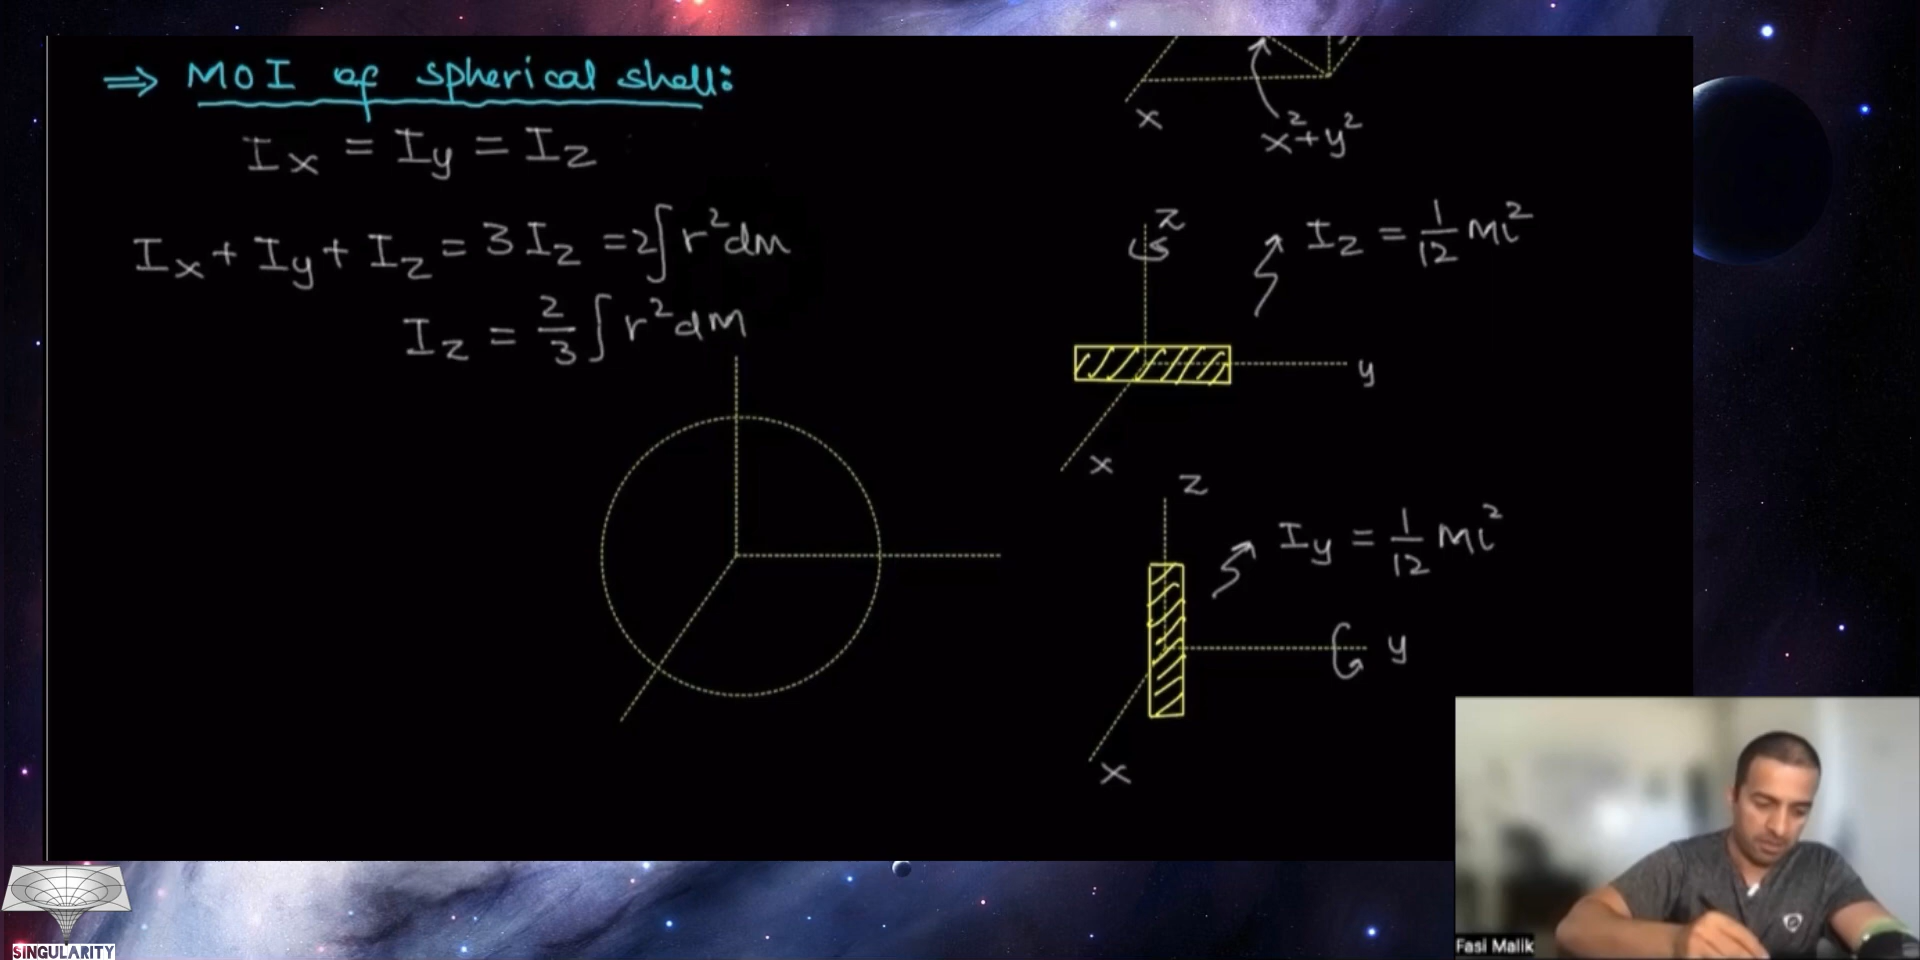 ⇒ MOI of spherical shell:
Ix = Iy = Iz
Ix + Iy + Iz = 3Iz = 2∫r²dm
Iz = 2/3 ∫r²dm
x
x²+y²
z
Iz = 1/12 Ml²
y
x
z
Iy = 1/12 Ml²
y
x
Fasi Malik
SINGULARITY